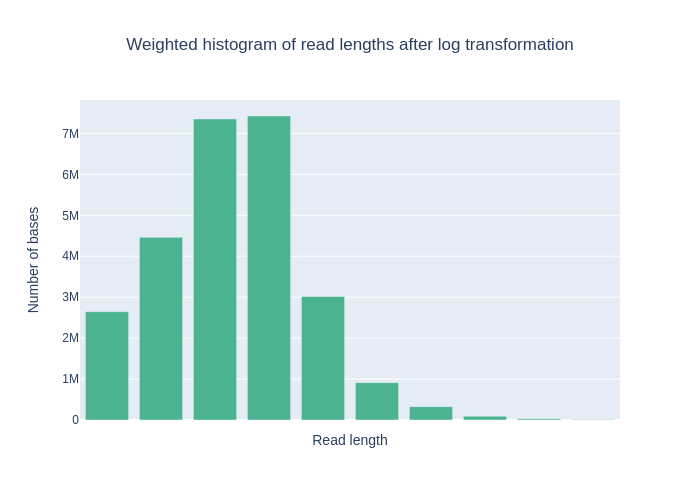 Weighted histogram of read lengths after log transformation
7M
6M
5M
4M
3M
2M
1M
0
Number of bases
Read length